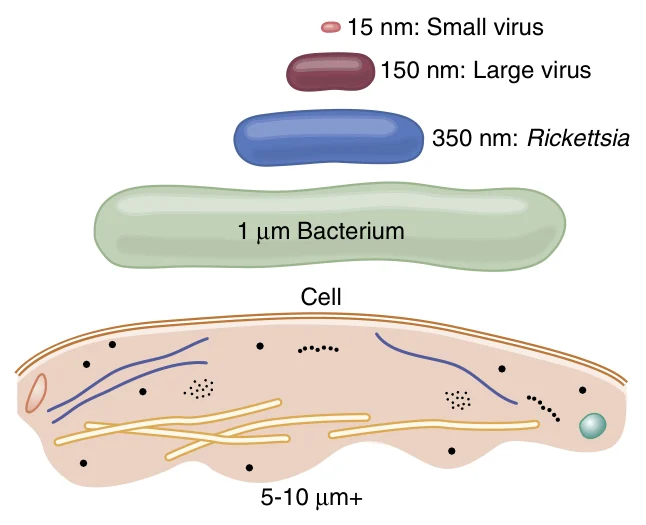 15 nm: Small virus
150 nm: Large virus
350 nm: Rickettsia
1 μm Bacterium
Cell
5-10 μm+